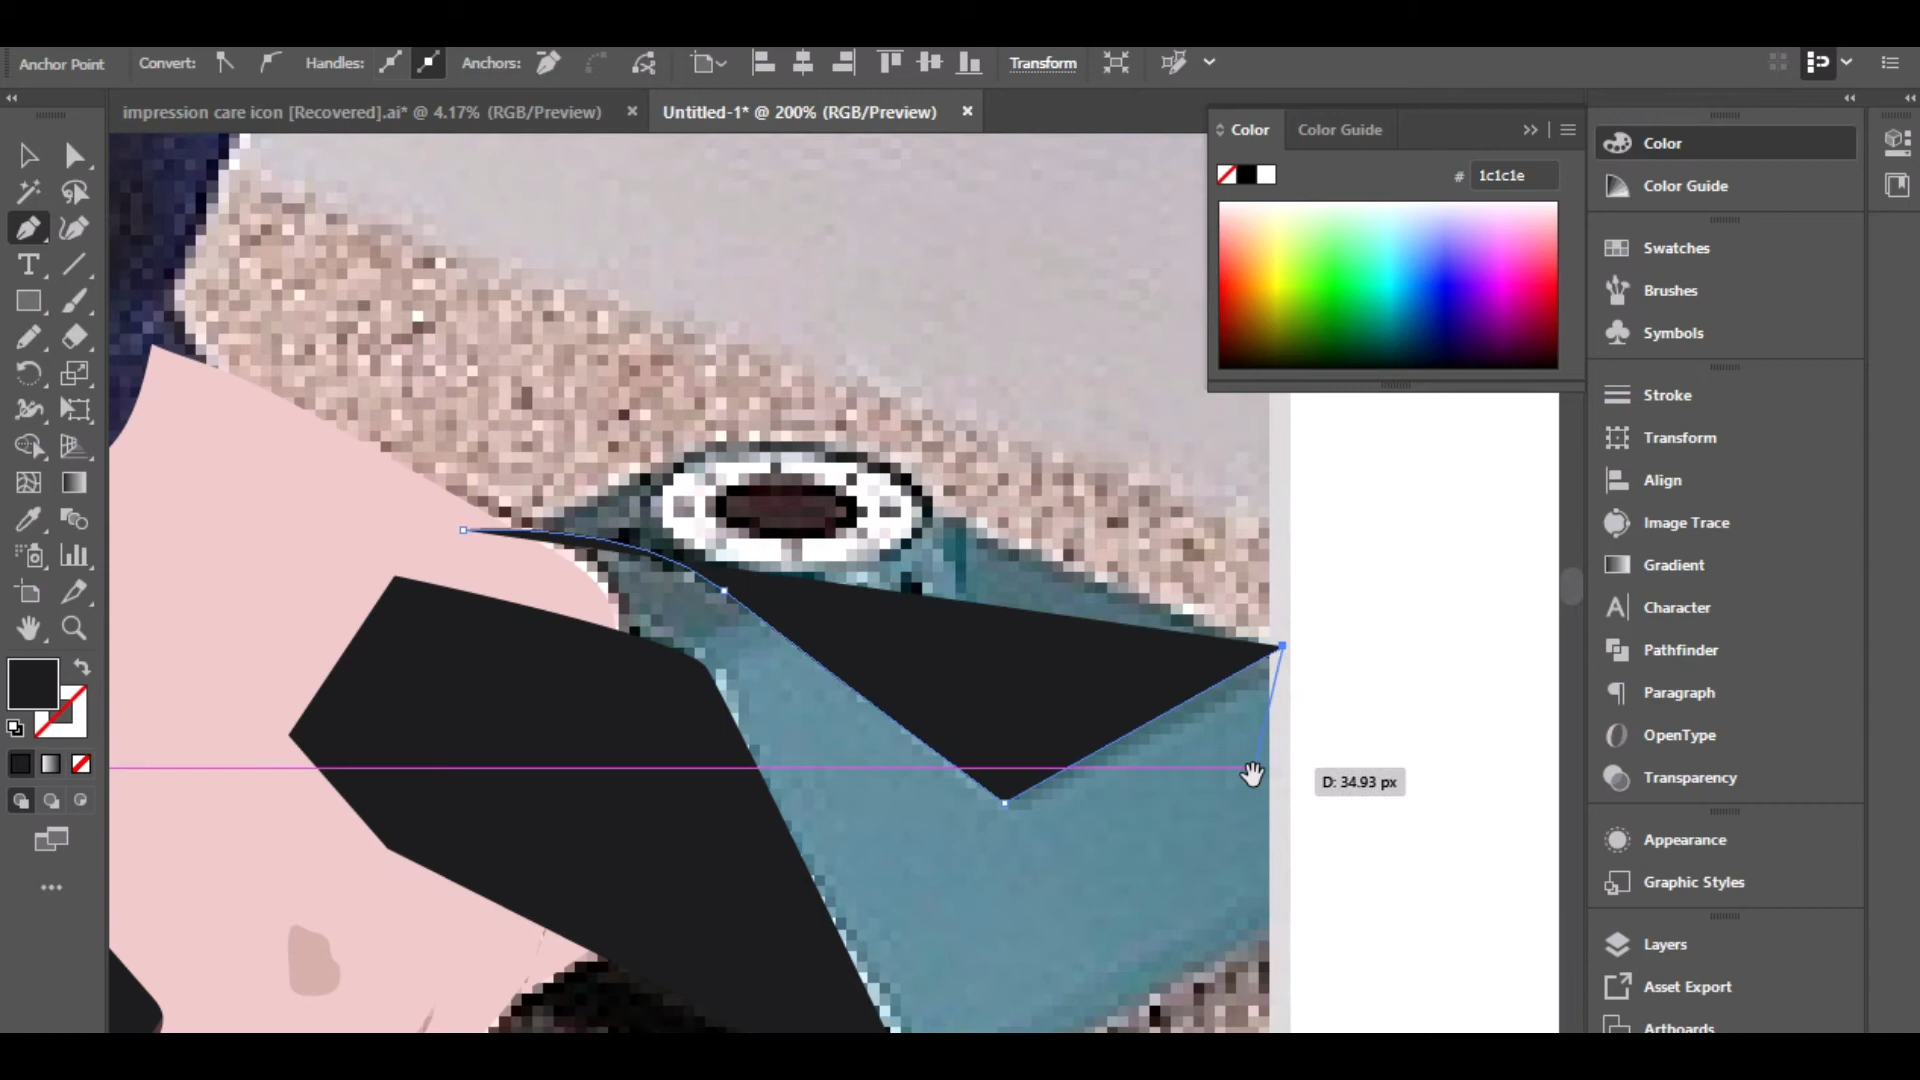 Anchor Point Convert: Handles: Anchors: Transform
impression care icon [Recovered].ai* @ 4.17% (RGB/Preview) × Untitled-1* @ 200% (RGB/Preview) ×
Color Color Guide
# 1c1c1e
Color
Color Guide
Swatches
Brushes
Symbols
Stroke
Transform
Align
Image Trace
Gradient
Character
Pathfinder
Paragraph
OpenType
D: 34.93 px
Transparency
Appearance
Graphic Styles
Layers
Asset Export
Artboards